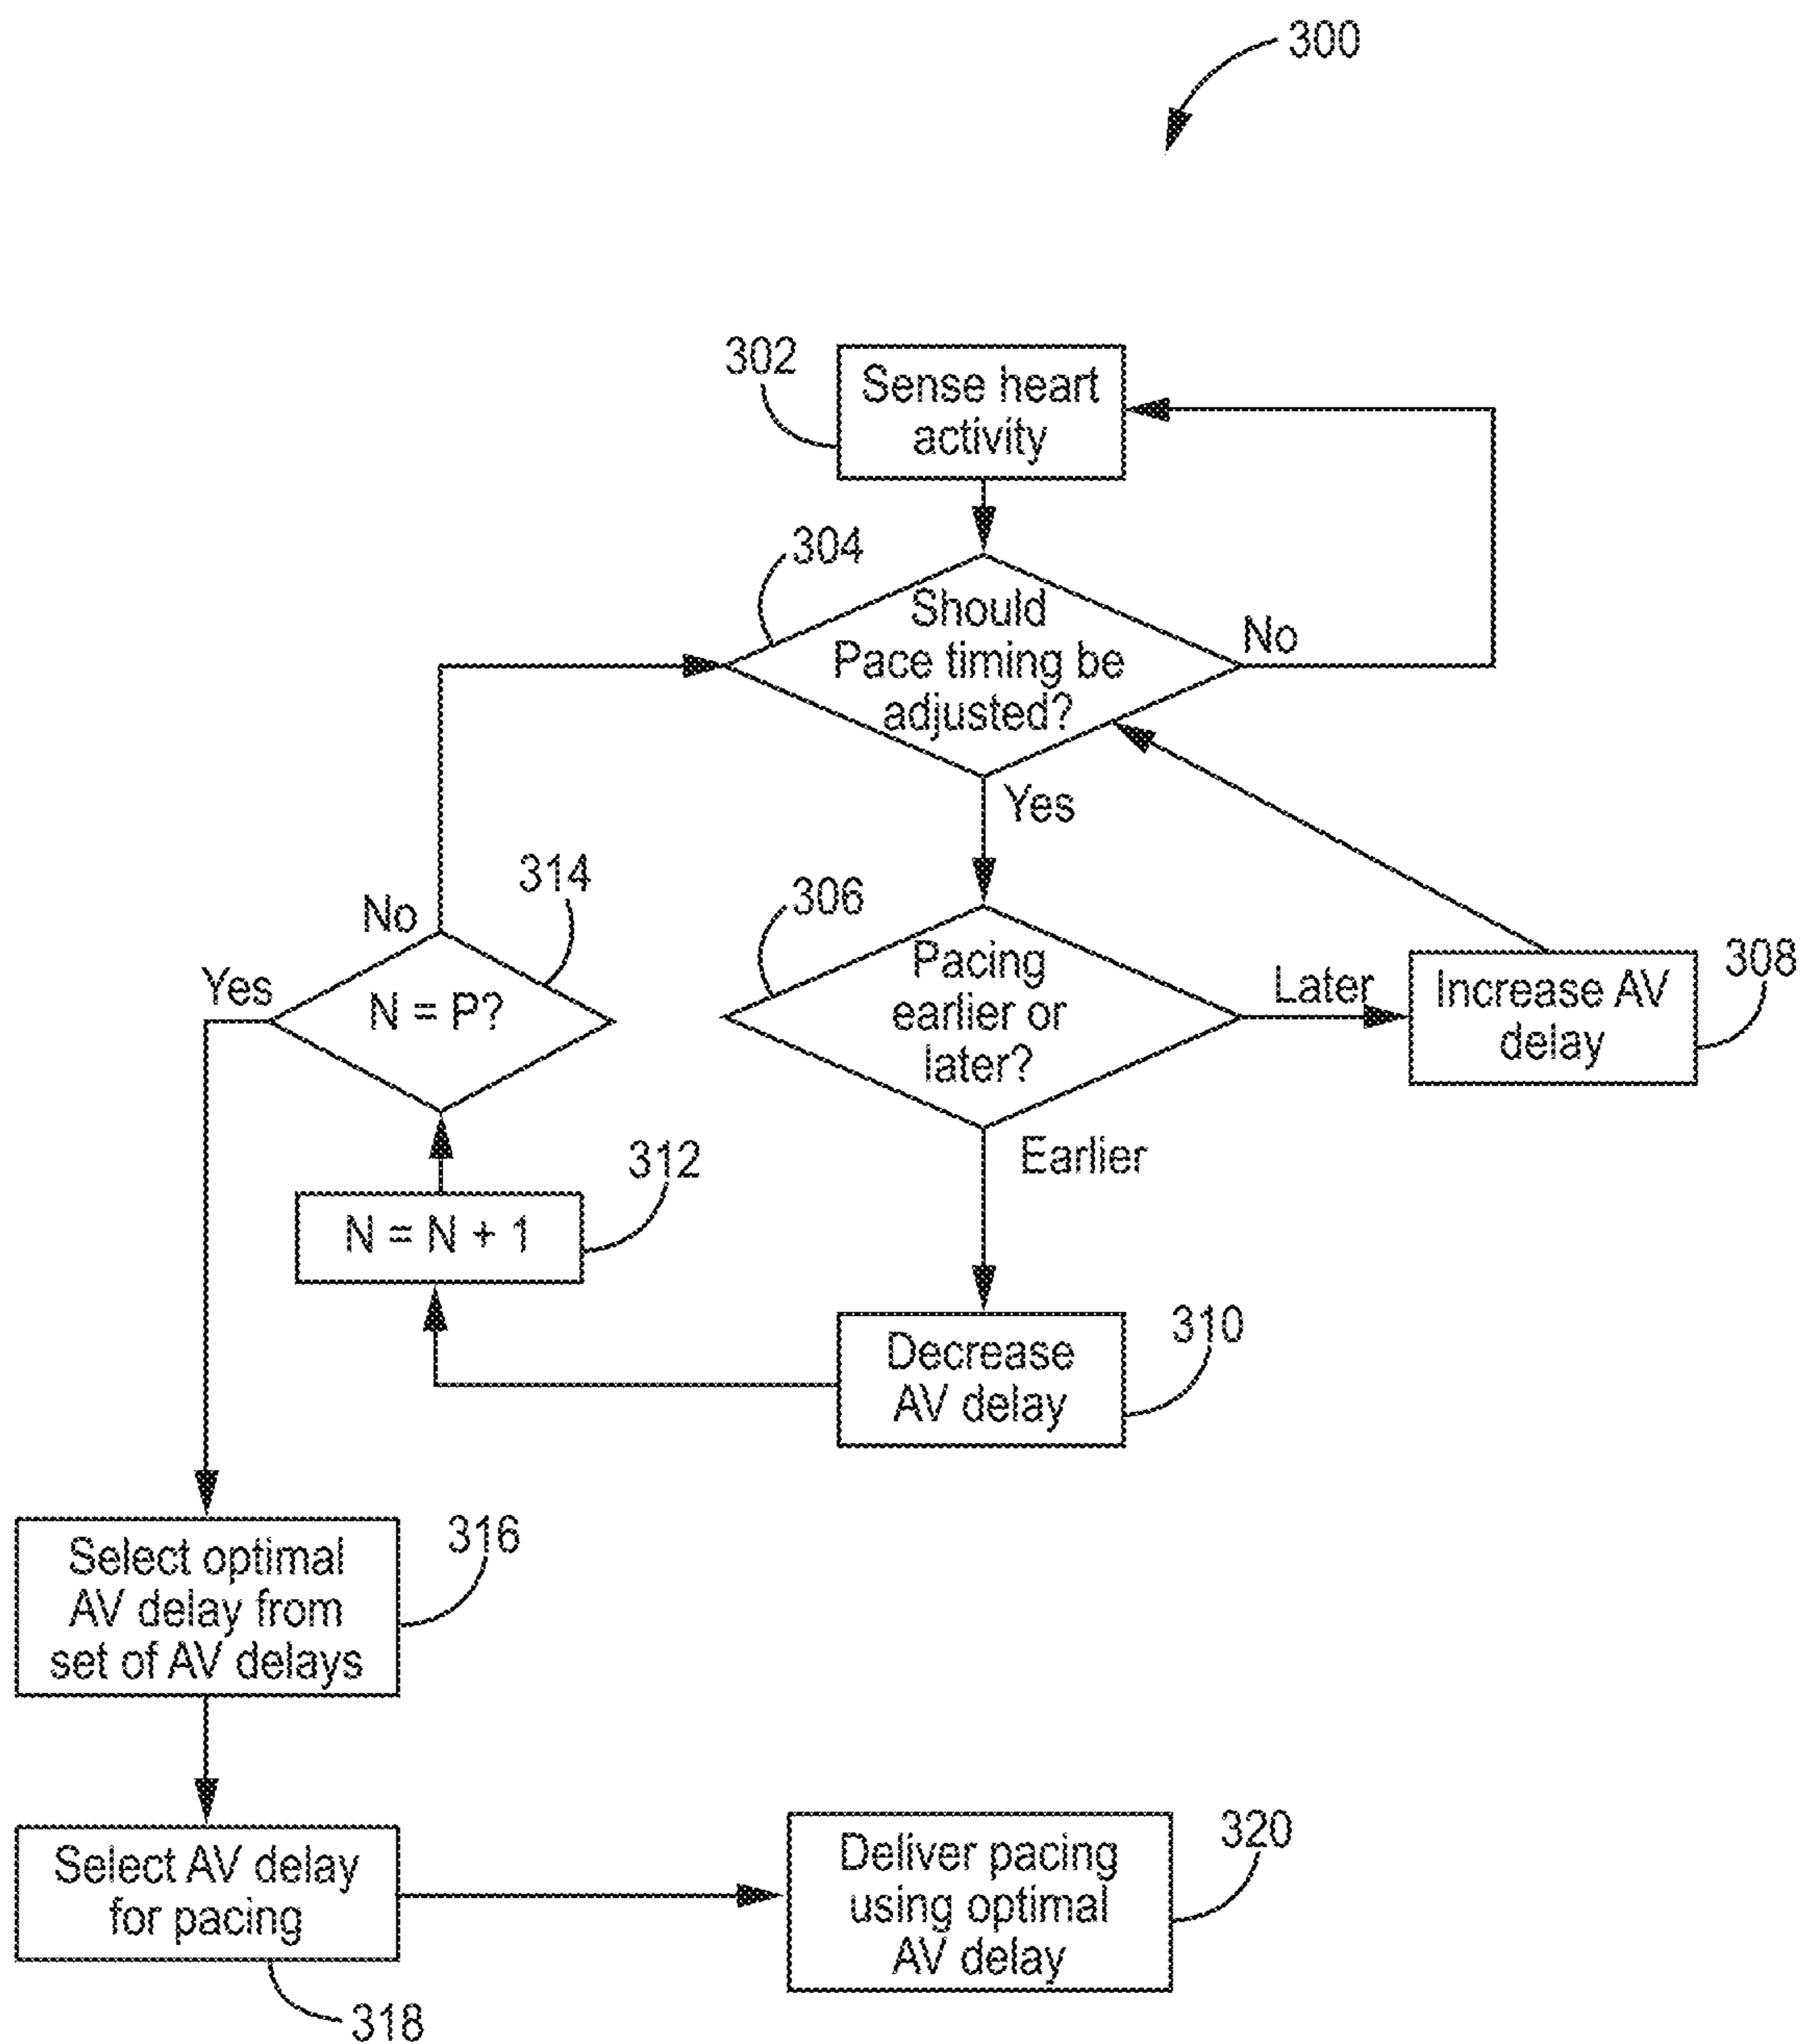 300
302
Sense heart
activity
304
Should
Pace timing be
adjusted?
No
Yes
314
306
No
Yes
N = P?
Pacing
earlier or
later?
Later
Increase AV
delay
308
Earlier
312
N = N + 1
310
Decrease
AV delay
316
Select optimal
AV delay from
set of AV delays
320
Select AV delay
for pacing
Deliver pacing
using optimal
AV delay
318